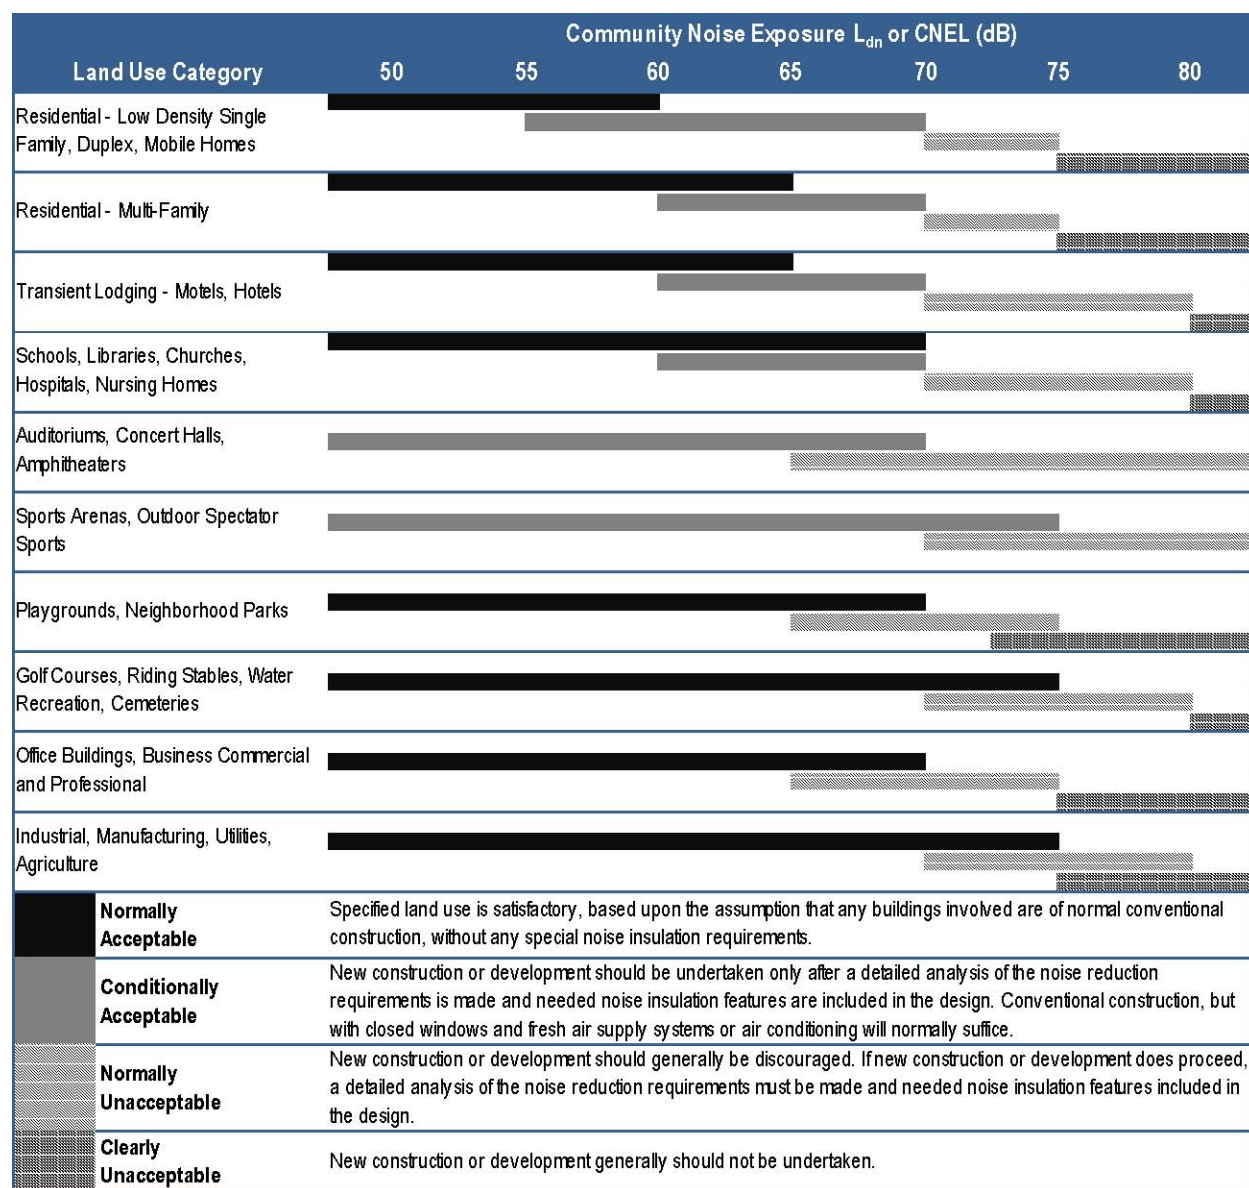 Community Noise Exposure Ldn or CNEL (dB)
Land Use Category 50 55 60 65 70 75 80
Residential - Low Density Single
Family, Duplex, Mobile Homes
Residential - Multi-Family
Transient Lodging - Motels, Hotels
Schools, Libraries, Churches,
Hospitals, Nursing Homes
Auditoriums, Concert Halls,
Amphitheaters
Sports Arenas, Outdoor Spectator
Sports
Playgrounds, Neighborhood Parks
Golf Courses, Riding Stables, Water
Recreation, Cemeteries
Office Buildings, Business Commercial
and Professional
Industrial, Manufacturing, Utilities,
Agriculture
Normally
Acceptable
Specified land use is satisfactory, based upon the assumption that any buildings involved are of normal conventional
construction, without any special noise insulation requirements.
Conditionally
Acceptable
New construction or development should be undertaken only after a detailed analysis of the noise reduction
requirements is made and needed noise insulation features are included in the design. Conventional construction, but
with closed windows and fresh air supply systems or air conditioning will normally suffice.
Normally
Unacceptable
New construction or development should generally be discouraged. If new construction or development does proceed,
a detailed analysis of the noise reduction requirements must be made and needed noise insulation features included in
the design.
Clearly
Unacceptable
New construction or development generally should not be undertaken.